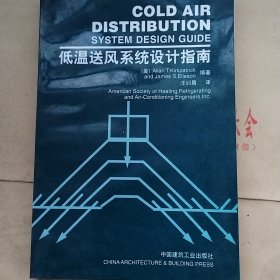 COLD AIR
DISTRIBUTION
SYSTEM DESIGN GUIDE
低温送风系统设计指南
(美) Allan T.Kirkpatrick 编著
and James S.Elleson
汪训昌 译
American Society of Heating Refrigerating
and Air-Conditioning Engineers Inc.
中国建筑工业出版社
CHINA ARCHITECTURE & BUILDING PRESS
大会